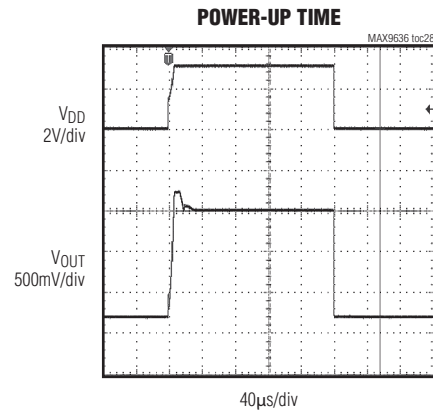 POWER-UP TIME
MAX9636 toc28
VDD
2V/div
VOUT
500mV/div
40µs/div